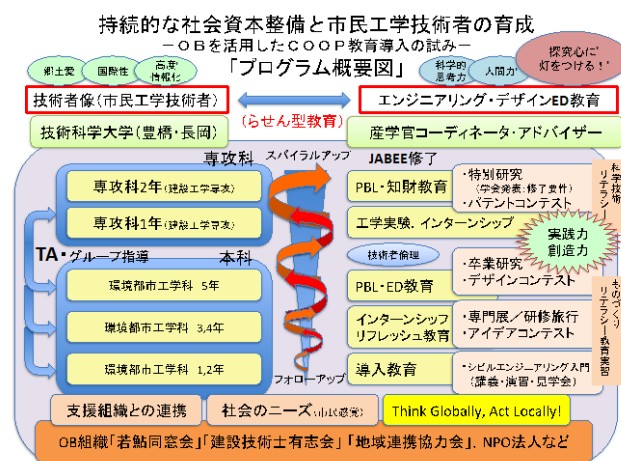 持続的な社会資本整備と市民工学技術者の育成
－ＯＢを活用したＣＯＯＰ教育導入の試み－
「プログラム概要図」
郷土愛
国際性
高度情報化
科学的思考力
人間力
探究心に灯をつける！
技術者像(市民工学技術者)
エンジニアリング・デザインED教育
(らせん型教育)
技術科学大学(豊橋・長岡)
産学官コーディネータ・アドバイザー
専攻科
スパイラルアップ
JABEE修了
専攻科2年(建設工学専攻)
専攻科1年(建設工学専攻)
PBL・知財教育
・特別研究
(学会発表:修了要件)
・パテントコンテスト
工学実験、インターンシップ
科学技術リテラシー
実践力
創造力
TA・グループ指導
本科
技術者倫理
環境都市工学科 5年
PBL・ED教育
・卒業研究
・デザインコンテスト
環境都市工学科 3,4年
インターンシップ
リフレッシュ教育
・専門展／研修旅行
・アイデアコンテスト
ものづくりリテラシー教育実習
環境都市工学科 1,2年
導入教育
・シビルエンジニアリング入門
(講義・演習・見学会)
フォローアップ
支援組織との連携
社会のニーズ(市民感覚)
Think Globally, Act Locally!
OB組織「若鮎同窓会」「建設技術士有志会」「地域連携協力会」、NPO法人など